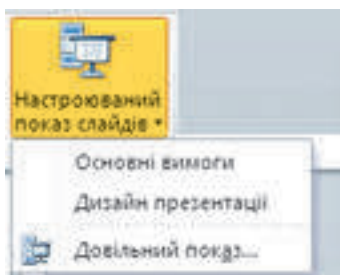 Настроюваний
показ слайдів
Основні вимоги
Дизайн презентації
Довільний показ...